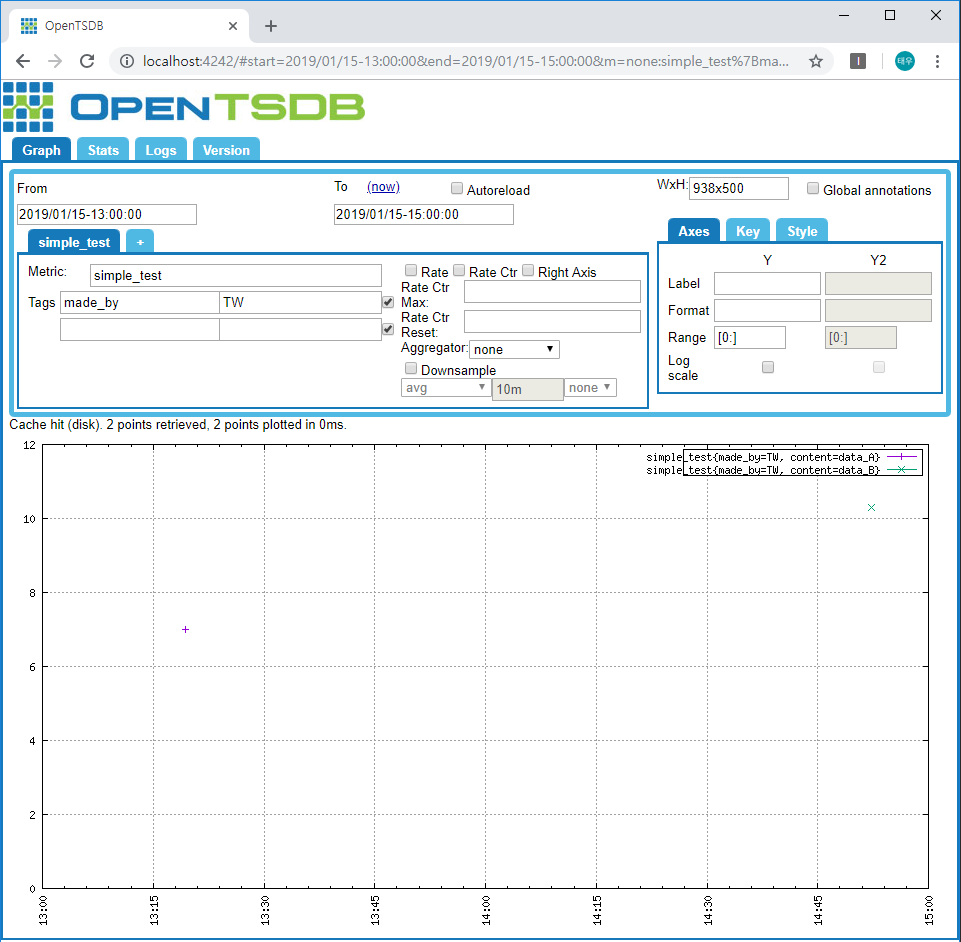 OpenTSDB
localhost:4242/#start=2019/01/15-13:00:00&end=2019/01/15-15:00:00&m=none:simple_test%7Bma...
I
태우
OPENTSDB
Graph Stats Logs Version
From To (now) Autoreload WxH: 938x500 Global annotations
2019/01/15-13:00:00 2019/01/15-15:00:00
simple_test +
Axes Key Style
Metric: simple_test
Tags made_by TW
Rate Rate Ctr Right Axis
Rate Ctr
Max:
Rate Ctr
Reset:
Aggregator: none
Downsample
avg 10m none
Y Y2
Label
Format
Range [0:] [0:]
Log
scale
Cache hit (disk). 2 points retrieved, 2 points plotted in 0ms.
simple_test{made_by=TW, content=data_A}
simple_test{made_by=TW, content=data_B}
12
10
8
6
4
2
0
13:00 13:15 13:30 13:45 14:00 14:15 14:30 14:45 15:00